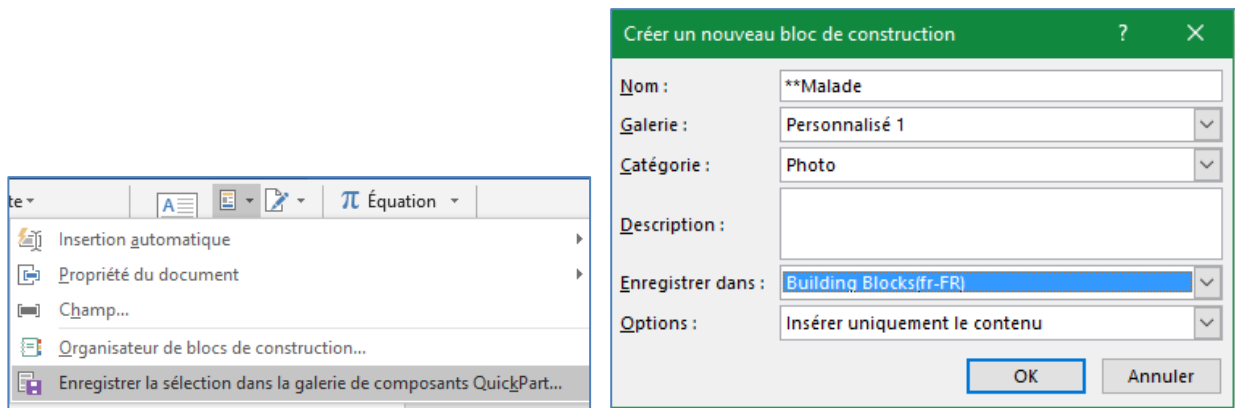 te
A
π Équation
Insertion automatique
Propriété du document
Champ...
Organisateur de blocs de construction...
Enregistrer la sélection dans la galerie de composants QuickPart...
Créer un nouveau bloc de construction ?
Nom : **Malade
Galerie : Personnalisé 1
Catégorie : Photo
Description :
Enregistrer dans : Building Blocks(fr-FR)
Options : Insérer uniquement le contenu
OK Annuler